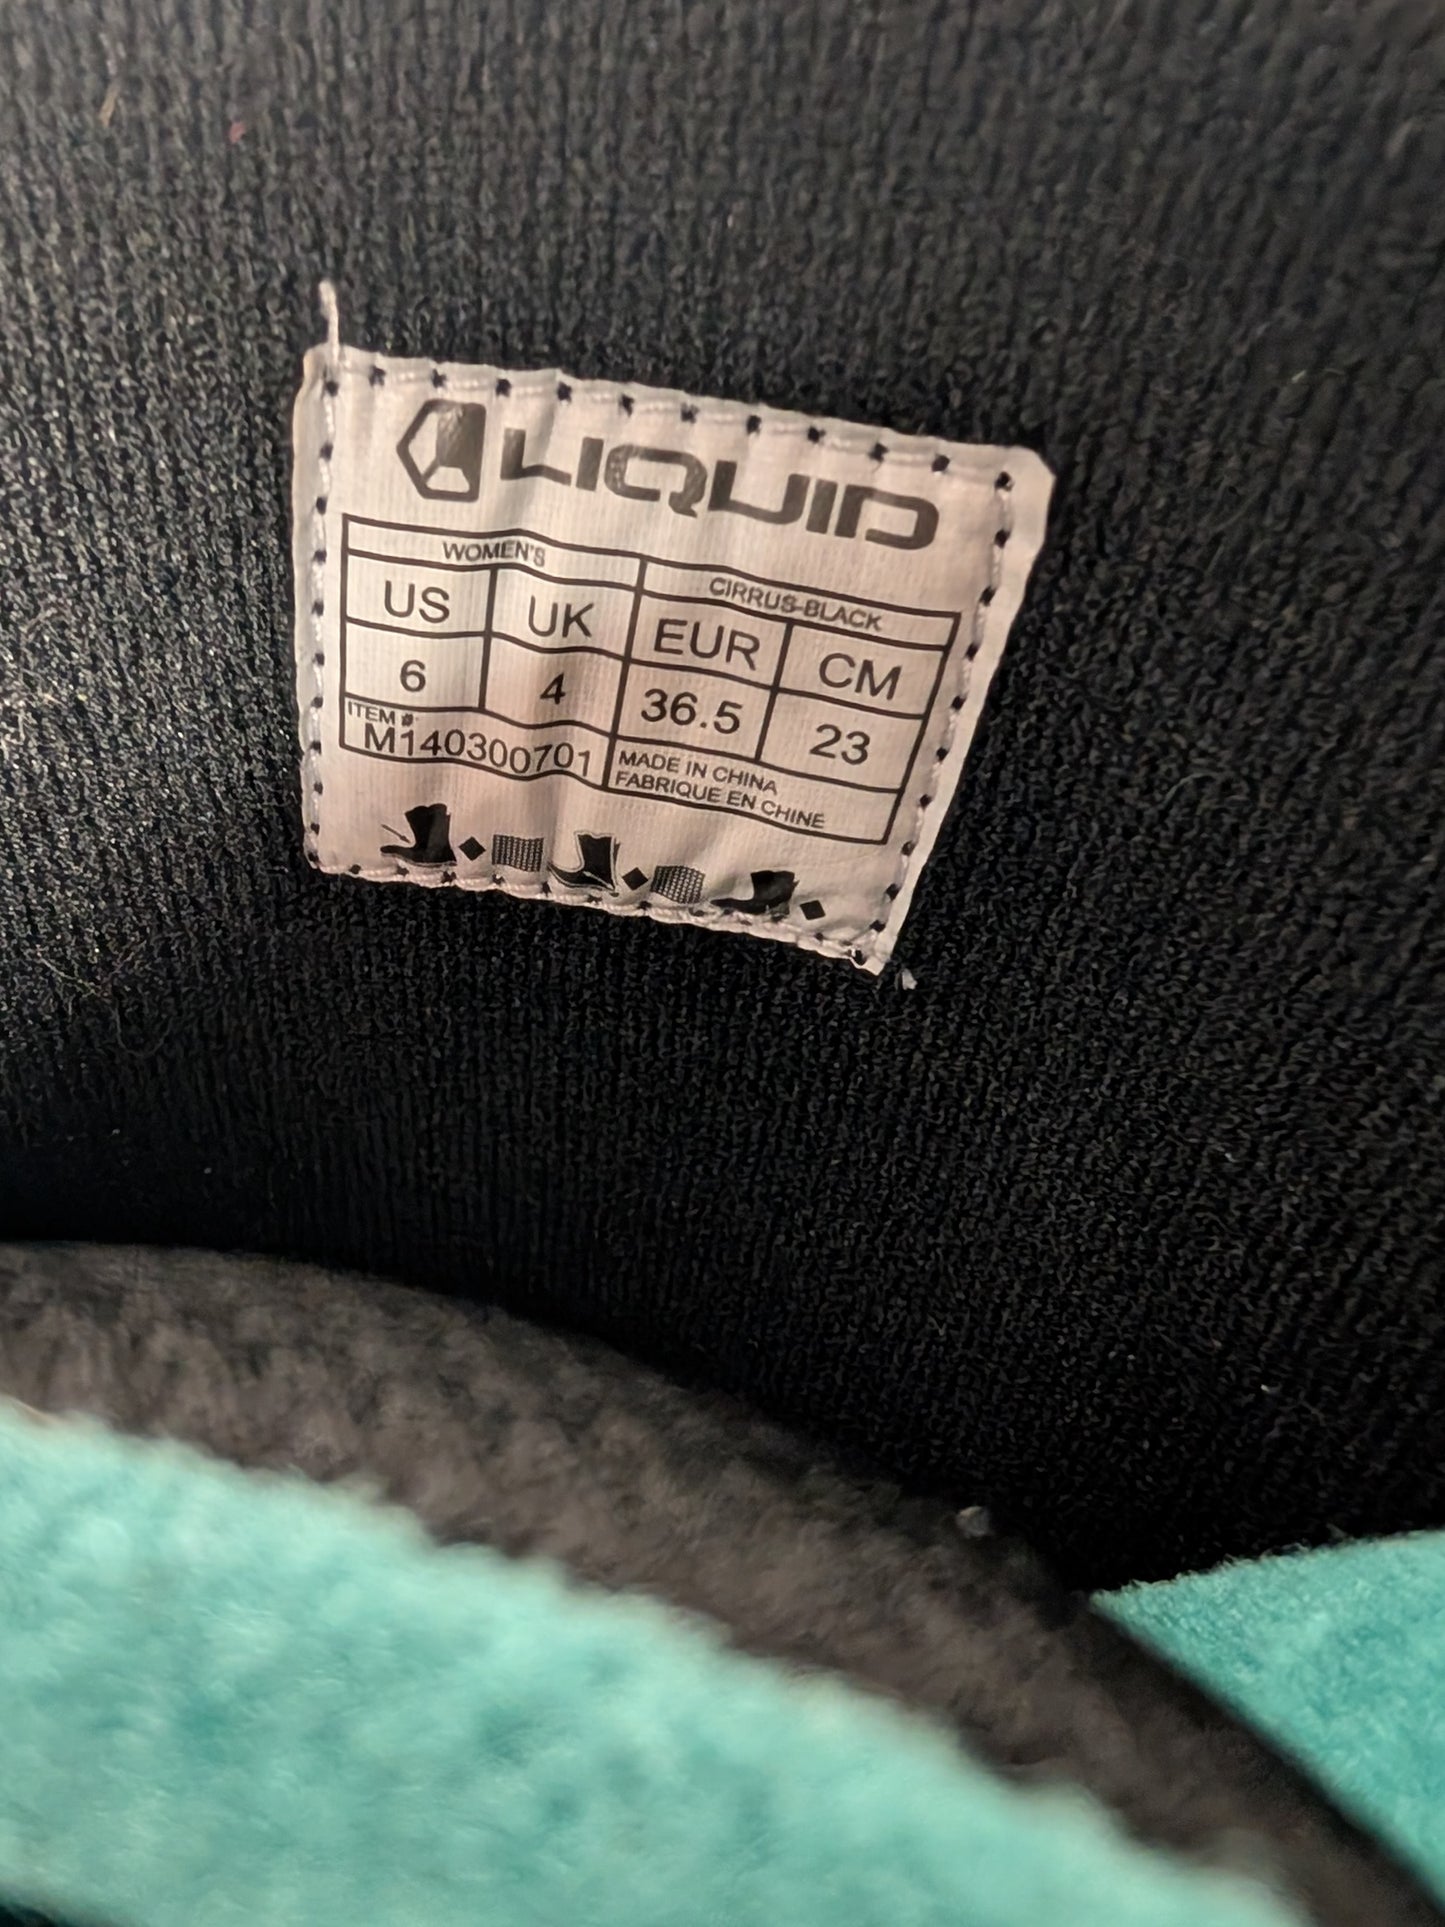 LIQUID
WOMEN'S CIRRUS-BLACK
US UK EUR CM
6 4 36.5 23
ITEM #:
M140300701
MADE IN CHINA
FABRIQUE EN CHINE